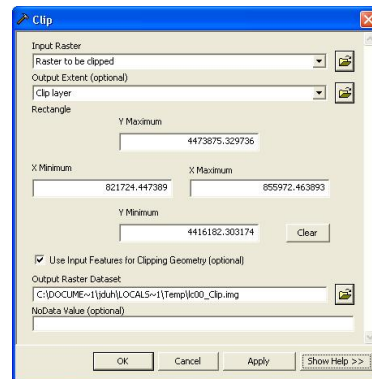 Clip
Input Raster
Raster to be clipped
Output Extent (optional)
Clip layer
Rectangle
Y Maximum
4473875.329736
X Minimum
X Maximum
821724.447389
855972.463893
Y Minimum
4416182.303174
Clear
Use Input Features for Clipping Geometry (optional)
Output Raster Dataset
C:\DOCUME~1\jduh\LOCALS~1\Temp\lc00_Clip.img
NoData Value (optional)
OK Cancel Apply Show Help >>